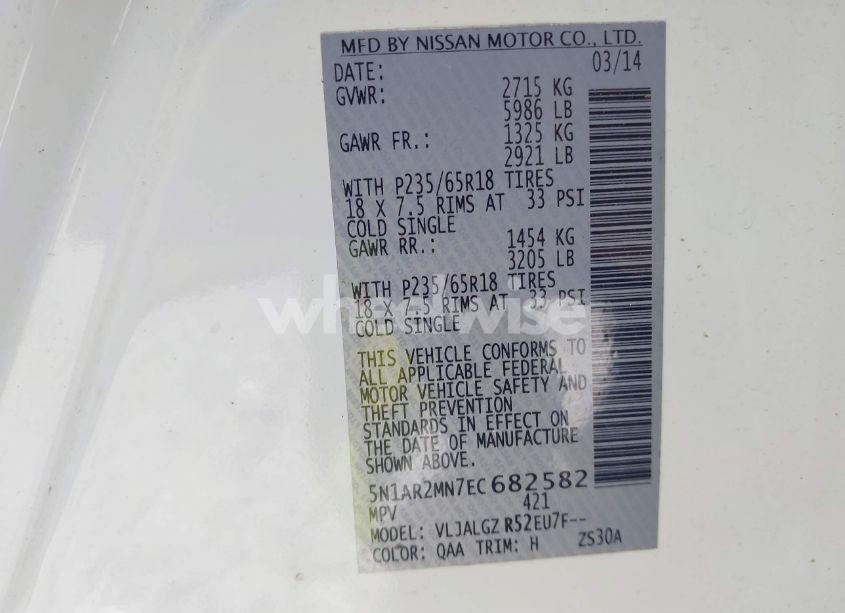 MFD BY NISSAN MOTOR CO., LTD.
DATE: 03/14
GVWR: 2715 KG
5986 LB
GAWR FR.: 1325 KG
2921 LB
WITH P235/65R18 TIRES
18 X 7.5 RIMS AT 33 PSI
COLD SINGLE
GAWR RR.: 1454 KG
3205 LB
WITH P235/65R18 TIRES
18 X 7.5 RIMS AT 33 PSI
COLD SINGLE
wheelwise
THIS VEHICLE CONFORMS TO
ALL APPLICABLE FEDERAL
MOTOR VEHICLE SAFETY AND
THEFT PREVENTION
STANDARDS IN EFFECT ON
THE DATE OF MANUFACTURE
SHOWN ABOVE.
5N1AR2MN7EC682582
MPV 421
MODEL: VLJALGZ R52EU7F--
COLOR: QAA TRIM: H ZS30A